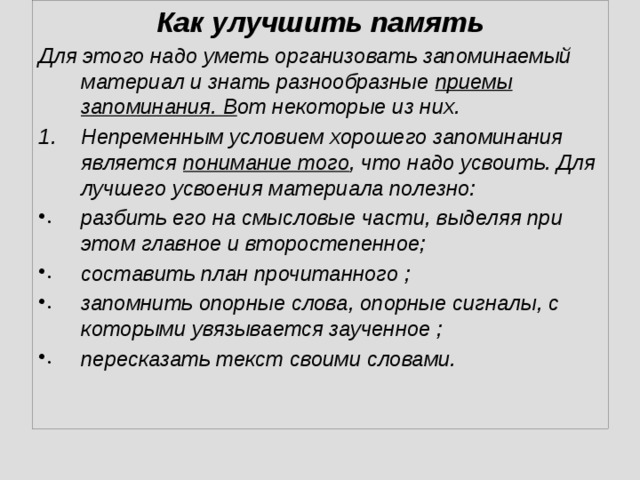 Как улучшить память
Для этого надо уметь организовать запоминаемый
материал и знать разнообразные приемы
запоминания. Вот некоторые из них.
1. Непременным условием хорошего запоминания
является понимание того, что надо усвоить. Для
лучшего усвоения материала полезно:
• · разбить его на смысловые части, выделяя при
этом главное и второстепенное;
• · составить план прочитанного ;
• · запомнить опорные слова, опорные сигналы, с
которыми увязывается заученное ;
• · пересказать текст своими словами.